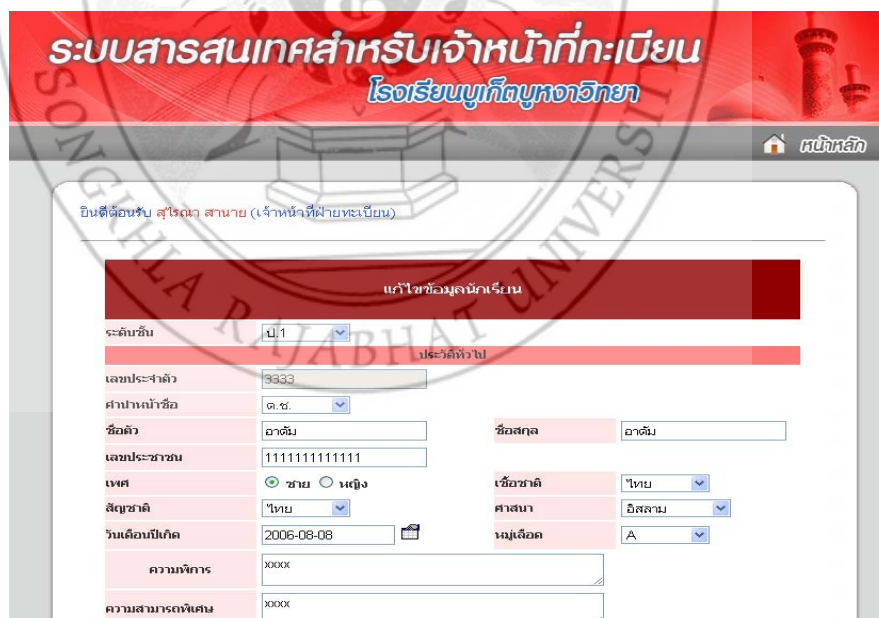 ระบบสารสนเทศสำหรับเจ้าหน้าที่ทะเบียน
โรงเรียนบูเก็ตบูหงาวิทยา
หน้าหลัก
SONGKHLA RAJABHAT UNIVERSIT
ยินดีต้อนรับ สุไรณา สานาย (เจ้าหน้าที่ฝ่ายทะเบียน)
แก้ไขข้อมูลนักเรียน
ระดับชั้น ป.1
ประวัติทั่วไป
เลขประจำตัว 3333
คำนำหน้าชื่อ ด.ช.
ชื่อตัว อาดัม ชื่อสกุล อาดัม
เลขประชาชน 1111111111111
เพศ ชาย หญิง เชื้อชาติ ไทย
สัญชาติ ไทย ศาสนา อิสลาม
วันเดือนปีเกิด 2006-08-08 หมู่เลือด A
ความพิการ xxxx
ความสามารถพิเศษ xxxx